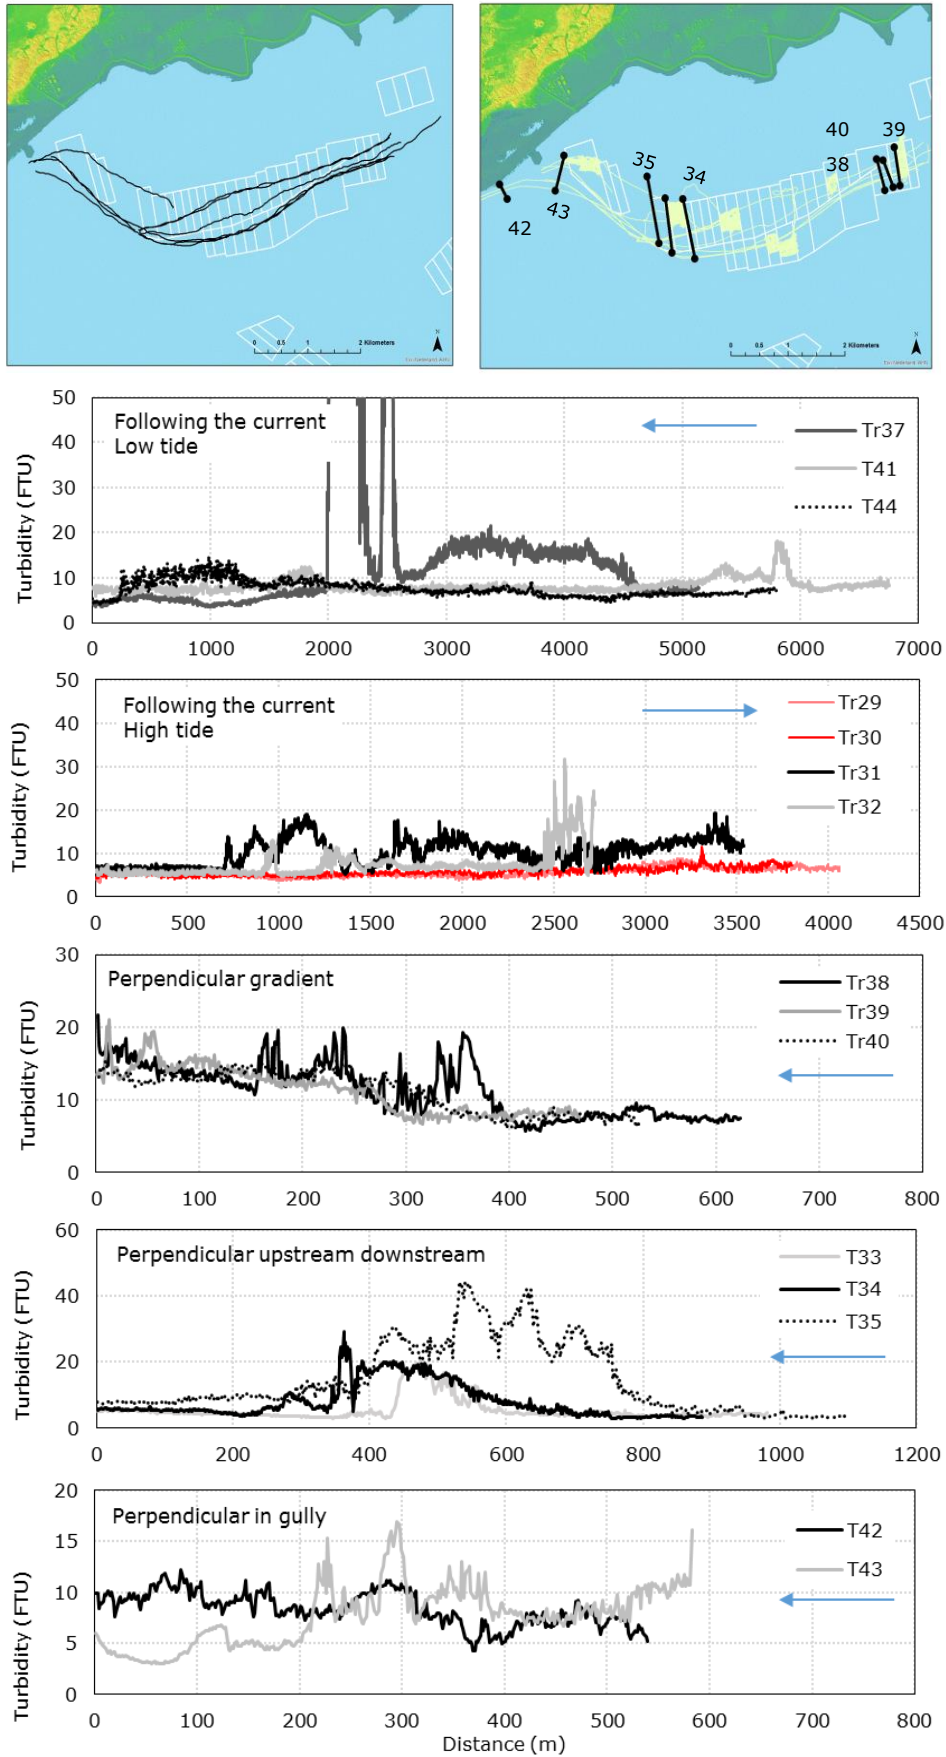 N
0 0.5 1 2 Kilometers
40
39
35
38
34
42
43
N
0 0.5 1 2 Kilometers
50
40
30
20
10
0
Turbidity (FTU)
Following the current
Low tide
Tr37
T41
T44
0 1000 2000 3000 4000 5000 6000 7000
50
40
30
20
10
0
Turbidity (FTU)
Following the current
High tide
Tr29
Tr30
Tr31
Tr32
0 500 1000 1500 2000 2500 3000 3500 4000 4500
30
20
10
0
Turbidity (FTU)
Perpendicular gradient
Tr38
Tr39
Tr40
0 100 200 300 400 500 600 700 800
60
40
20
0
Turbidity (FTU)
Perpendicular upstream downstream
T33
T34
T35
0 200 400 600 800 1000 1200
20
15
10
5
0
Turbidity (FTU)
Perpendicular in gully
T42
T43
0 100 200 300 400 500 600 700 800
Distance (m)